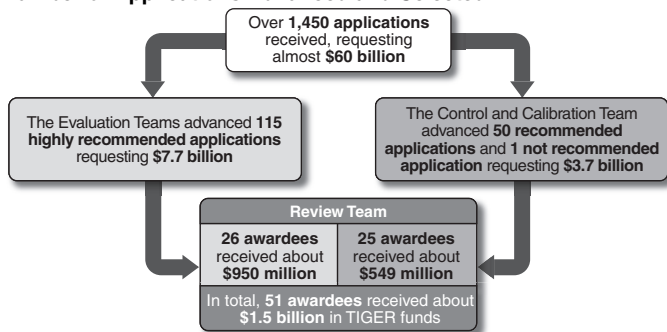 Over 1,450 applications
received, requesting
almost $60 billion
The Evaluation Teams advanced 115
highly recommended applications
requesting $7.7 billion
The Control and Calibration Team
advanced 50 recommended
applications and 1 not recommended
application requesting $3.7 billion
Review Team
26 awardees
received about
$950 million
25 awardees
received about
$549 million
In total, 51 awardees received about
$1.5 billion in TIGER funds